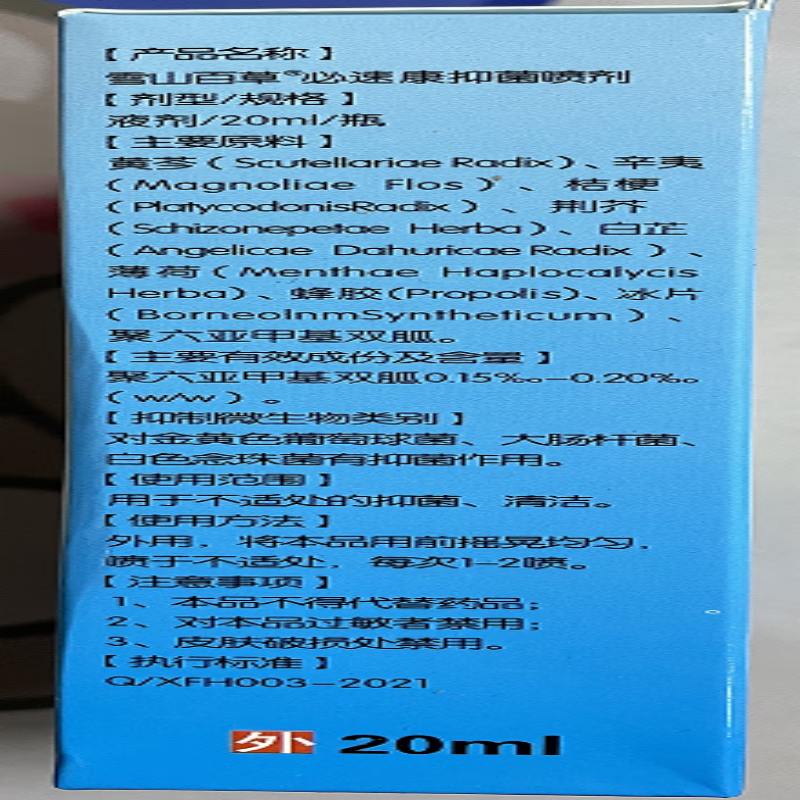 【产品名称】
雪山百草®必速康抑菌喷剂
【剂型/规格】
液剂/20ml/瓶
【主要原料】
黄芩(Scutellariae Radix)、辛夷
(Magnoliae Flos)、桔梗
(PlatycodonisRadix)、荆芥
(Schizonepetae Herba)、白芷
(Angelicae Dahuricae Radix)、
薄荷(Menthae Haplocalycis
Herba)、蜂胶(Propolis)、冰片
(BorneolnmSyntheticum)、
聚六亚甲基双胍。
【主要有效成份及含量】
聚六亚甲基双胍0.15‰-0.20‰
(w/w)。
【抑制微生物类别】
对金黄色葡萄球菌、大肠杆菌、
白色念珠菌有抑菌作用。
【使用范围】
用于不适处的抑菌、清洁。
【使用方法】
外用,将本品用前摇晃均匀,
喷于不适处,每次1-2喷。
【注意事项】
1、本品不得代替药品;
2、对本品过敏者禁用;
3、皮肤破损处禁用。
【执行标准】
Q/XFH003-2021
外 20ml